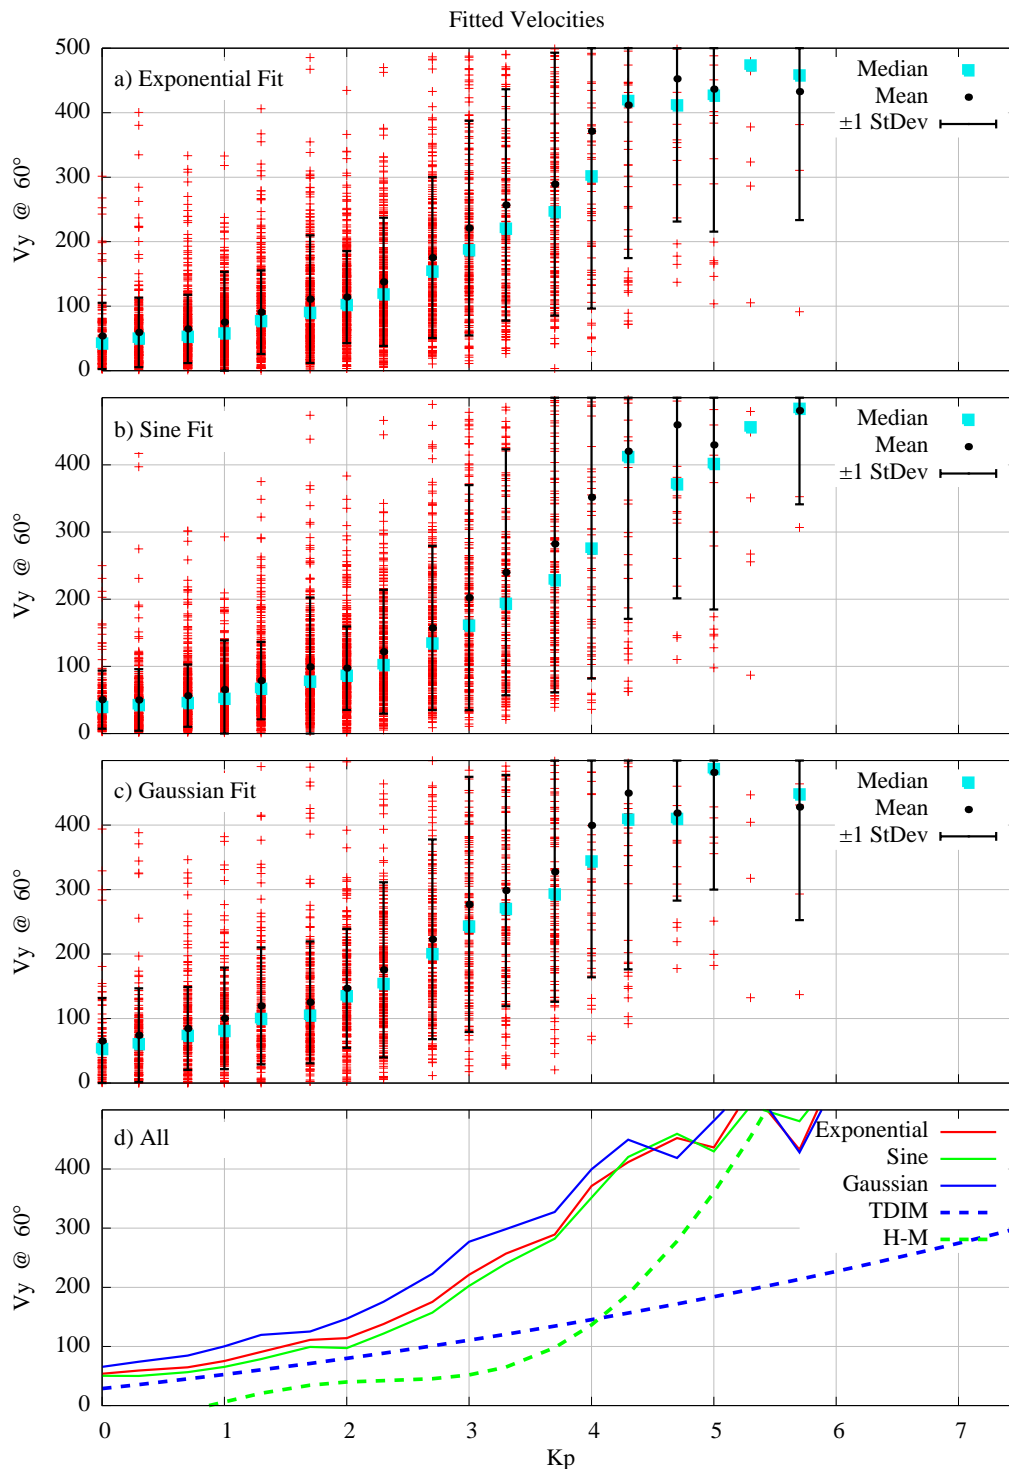 Fitted Velocities
500
400
300
200
100
0
Vy @ 60°
a) Exponential Fit
Median
Mean
±1 StDev
400
300
200
100
0
Vy @ 60°
b) Sine Fit
Median
Mean
±1 StDev
400
300
200
100
0
Vy @ 60°
c) Gaussian Fit
Median
Mean
±1 StDev
400
300
200
100
0
Vy @ 60°
d) All
Exponential
Sine
Gaussian
TDIM
H-M
0 1 2 3 4 5 6 7
Kp